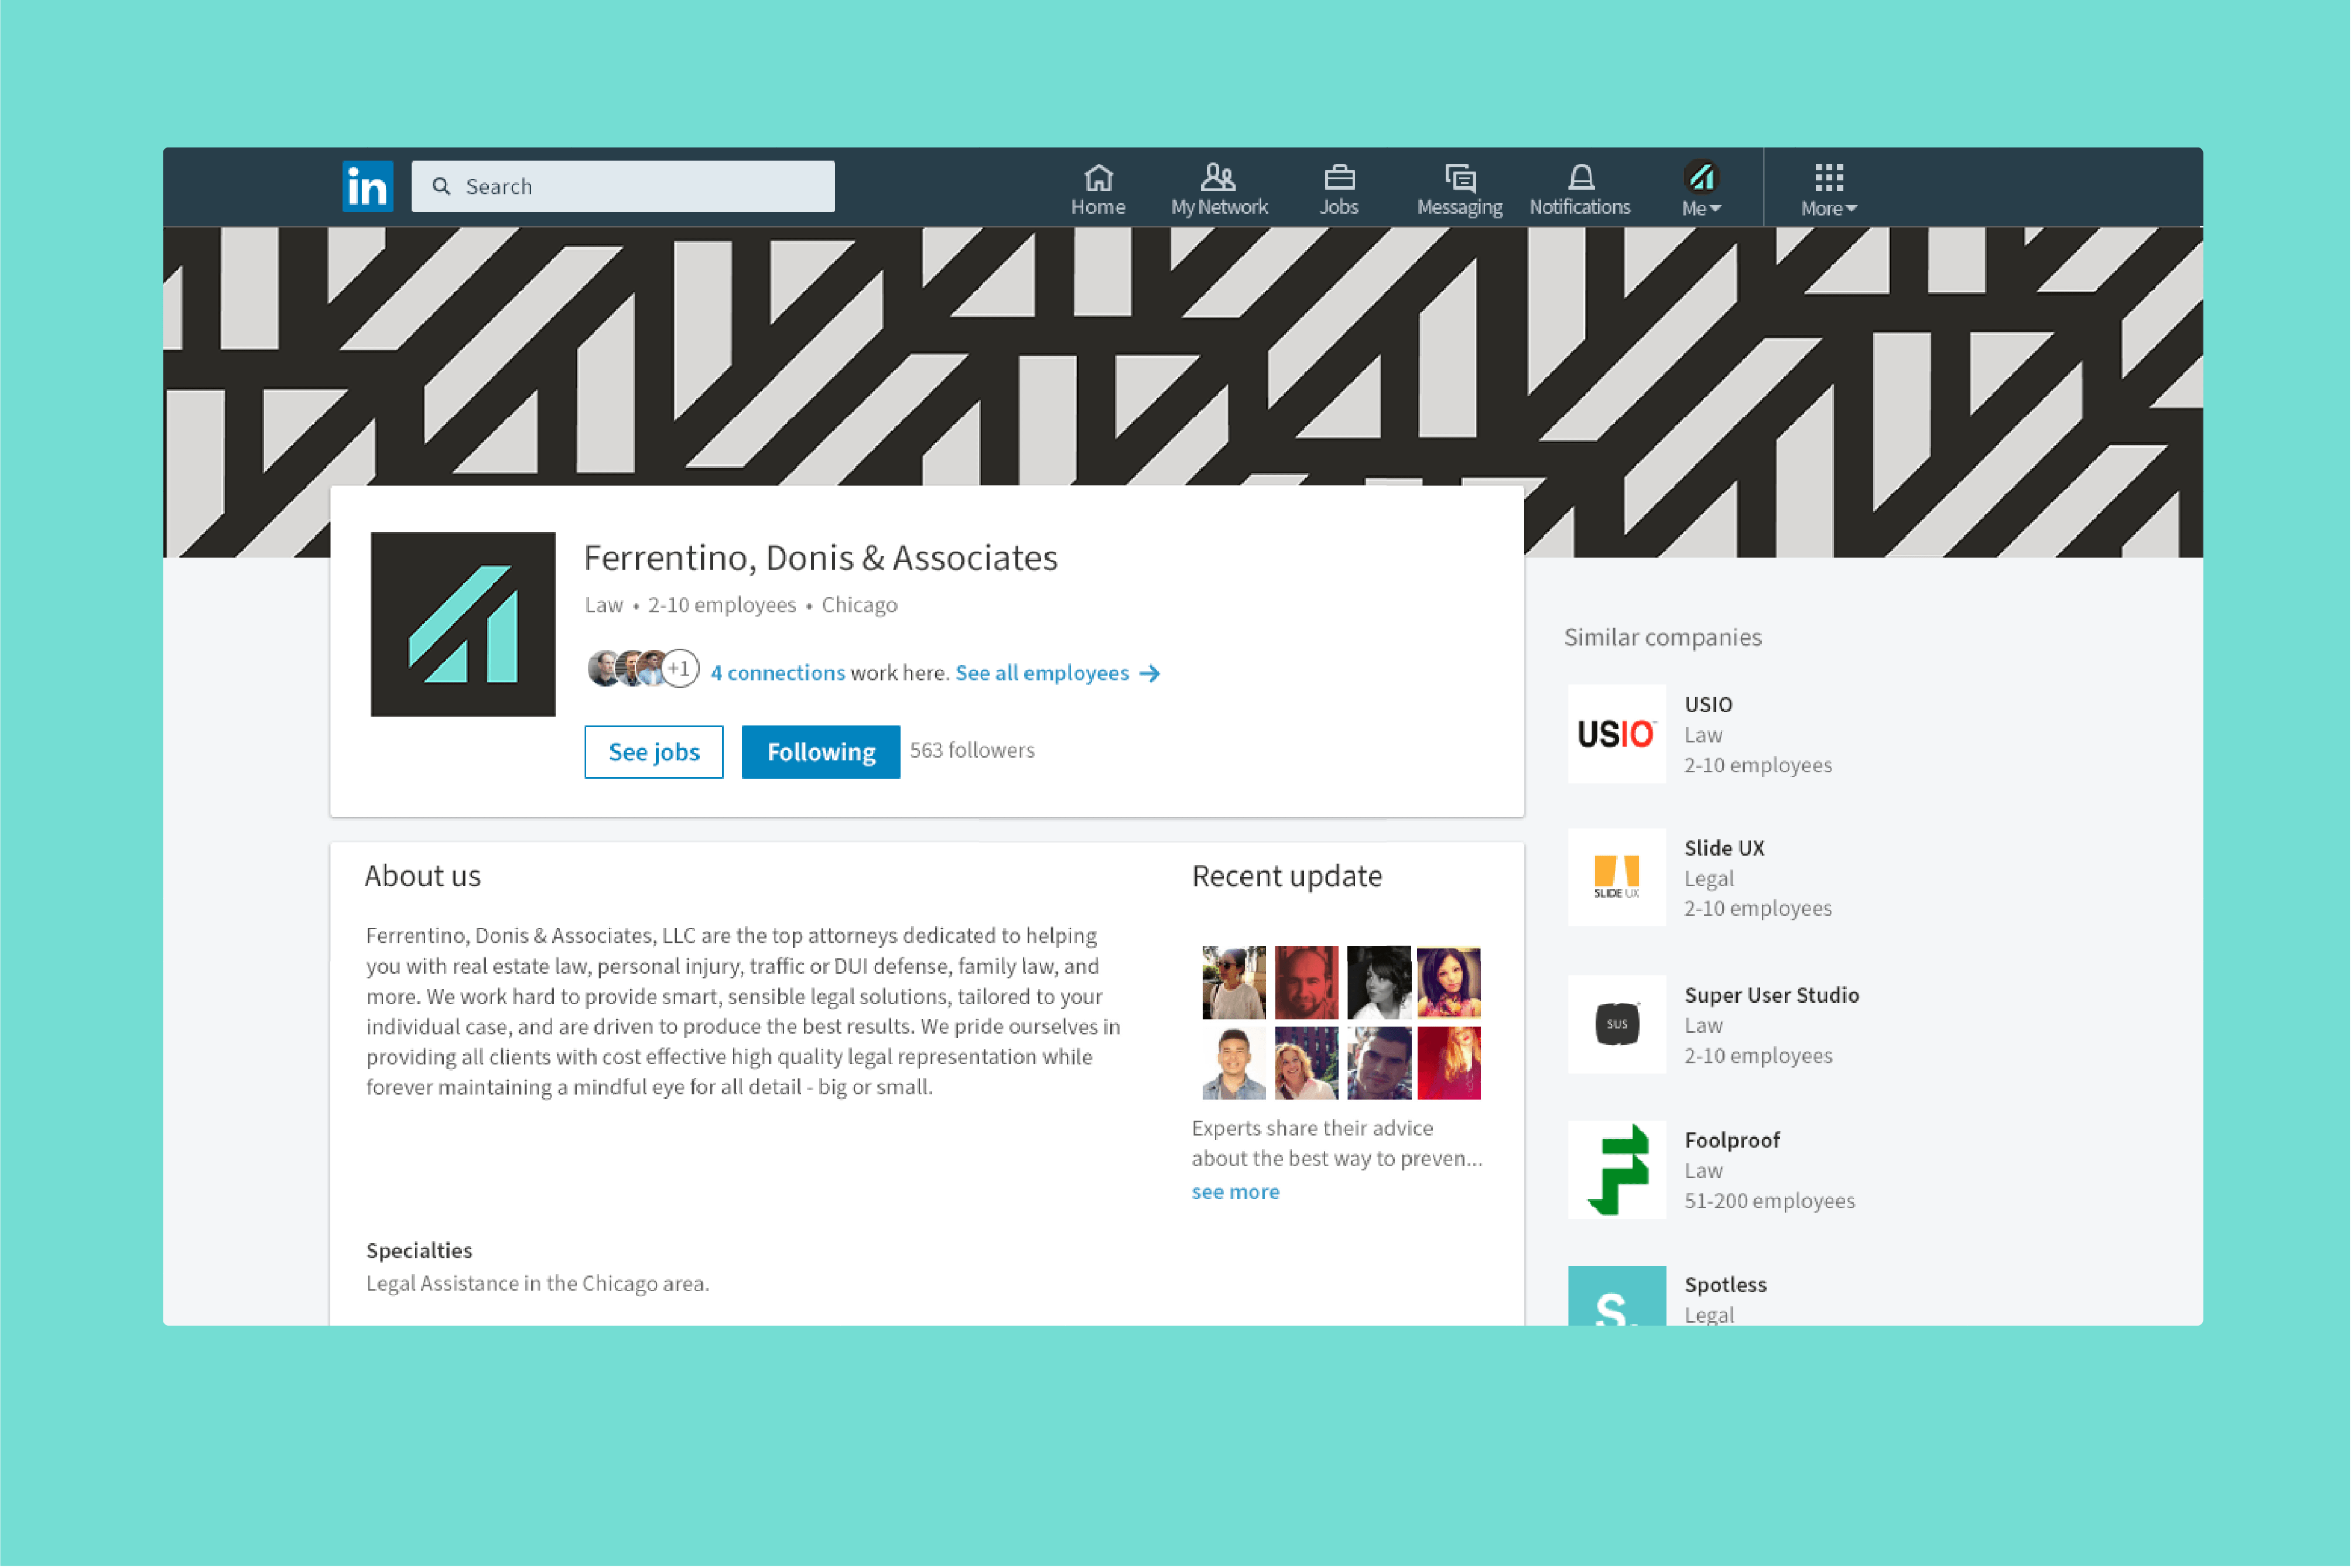 in
Search
Home
My Network
Jobs
Messaging
Notifications
Me
More
Ferrentino, Donis & Associates
Law • 2-10 employees • Chicago
+1
4 connections work here. See all employees →
See jobs
Following
563 followers
About us
Ferrentino, Donis & Associates, LLC are the top attorneys dedicated to helping
you with real estate law, personal injury, traffic or DUI defense, family law, and
more. We work hard to provide smart, sensible legal solutions, tailored to your
individual case, and are driven to produce the best results. We pride ourselves in
providing all clients with cost effective high quality legal representation while
forever maintaining a mindful eye for all detail - big or small.
Specialties
Legal Assistance in the Chicago area.
Recent update
Experts share their advice
about the best way to preven...
see more
Similar companies
USIO
USIO
Law
2-10 employees
SLIDE UX
Slide UX
Legal
2-10 employees
SUS
Super User Studio
Law
2-10 employees
Foolproof
Law
51-200 employees
S.
Spotless
Legal